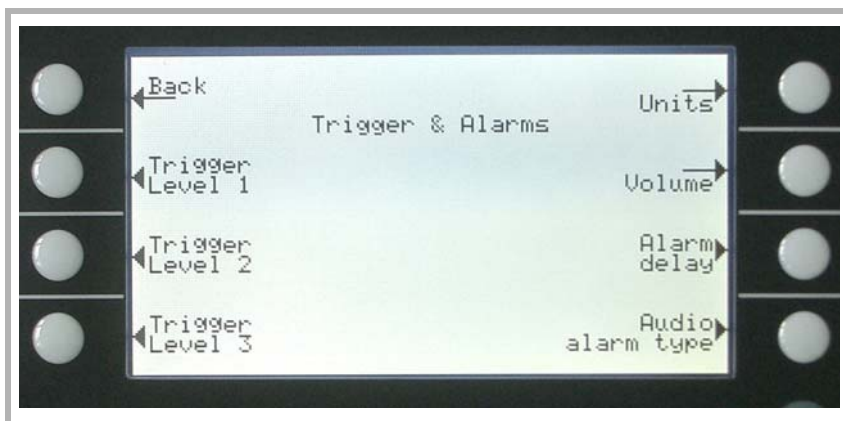 Back
Units
Trigger & Alarms
Trigger
Level 1
Volume
Trigger
Level 2
Alarm
delay
Trigger
Level 3
Audio
alarm type